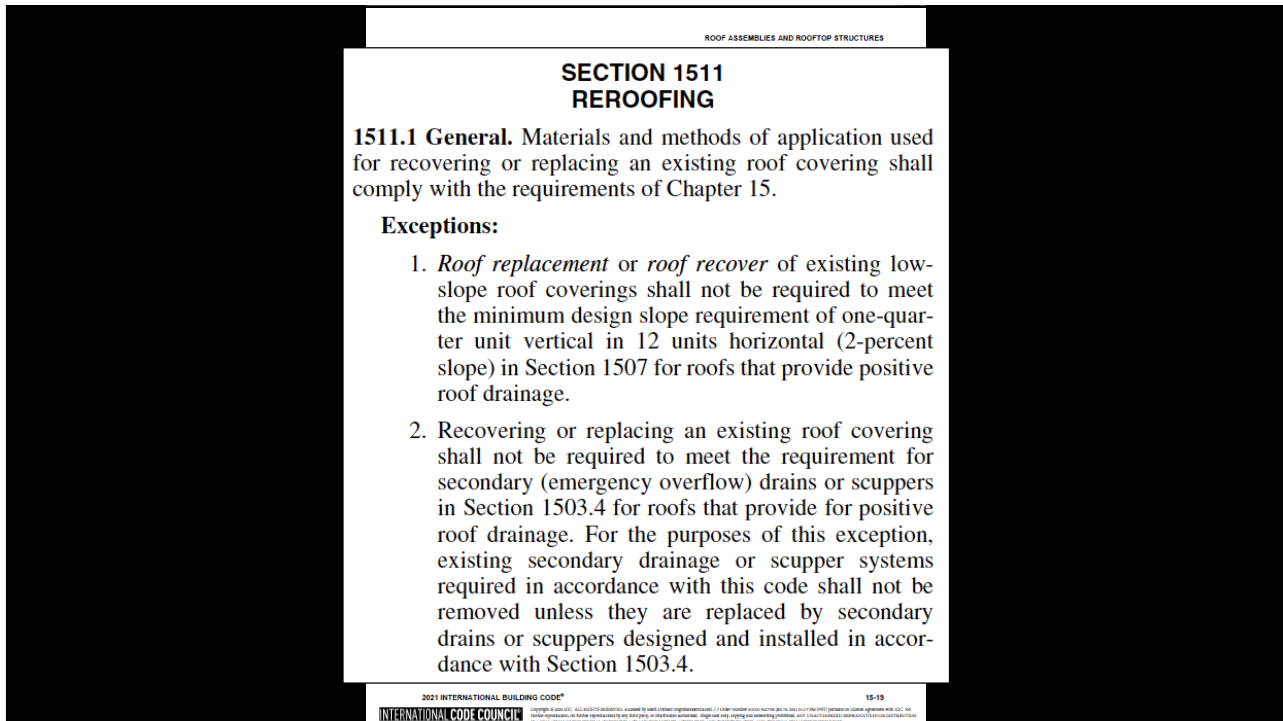 ROOF ASSEMBLIES AND ROOFTOP STRUCTURES
SECTION 1511
REROOFING
1511.1 General. Materials and methods of application used
for recovering or replacing an existing roof covering shall
comply with the requirements of Chapter 15.
Exceptions:
1. Roof replacement or roof recover of existing low-
slope roof coverings shall not be required to meet
the minimum design slope requirement of one-quar-
ter unit vertical in 12 units horizontal (2-percent
slope) in Section 1507 for roofs that provide positive
roof drainage.
2. Recovering or replacing an existing roof covering
shall not be required to meet the requirement for
secondary (emergency overflow) drains or scuppers
in Section 1503.4 for roofs that provide for positive
roof drainage. For the purposes of this exception,
existing secondary drainage or scupper systems
required in accordance with this code shall not be
removed unless they are replaced by secondary
drains or scuppers designed and installed in accor-
dance with Section 1503.4.
2021 INTERNATIONAL BUILDING CODE® 15-19
INTERNATIONAL CODE COUNCIL®